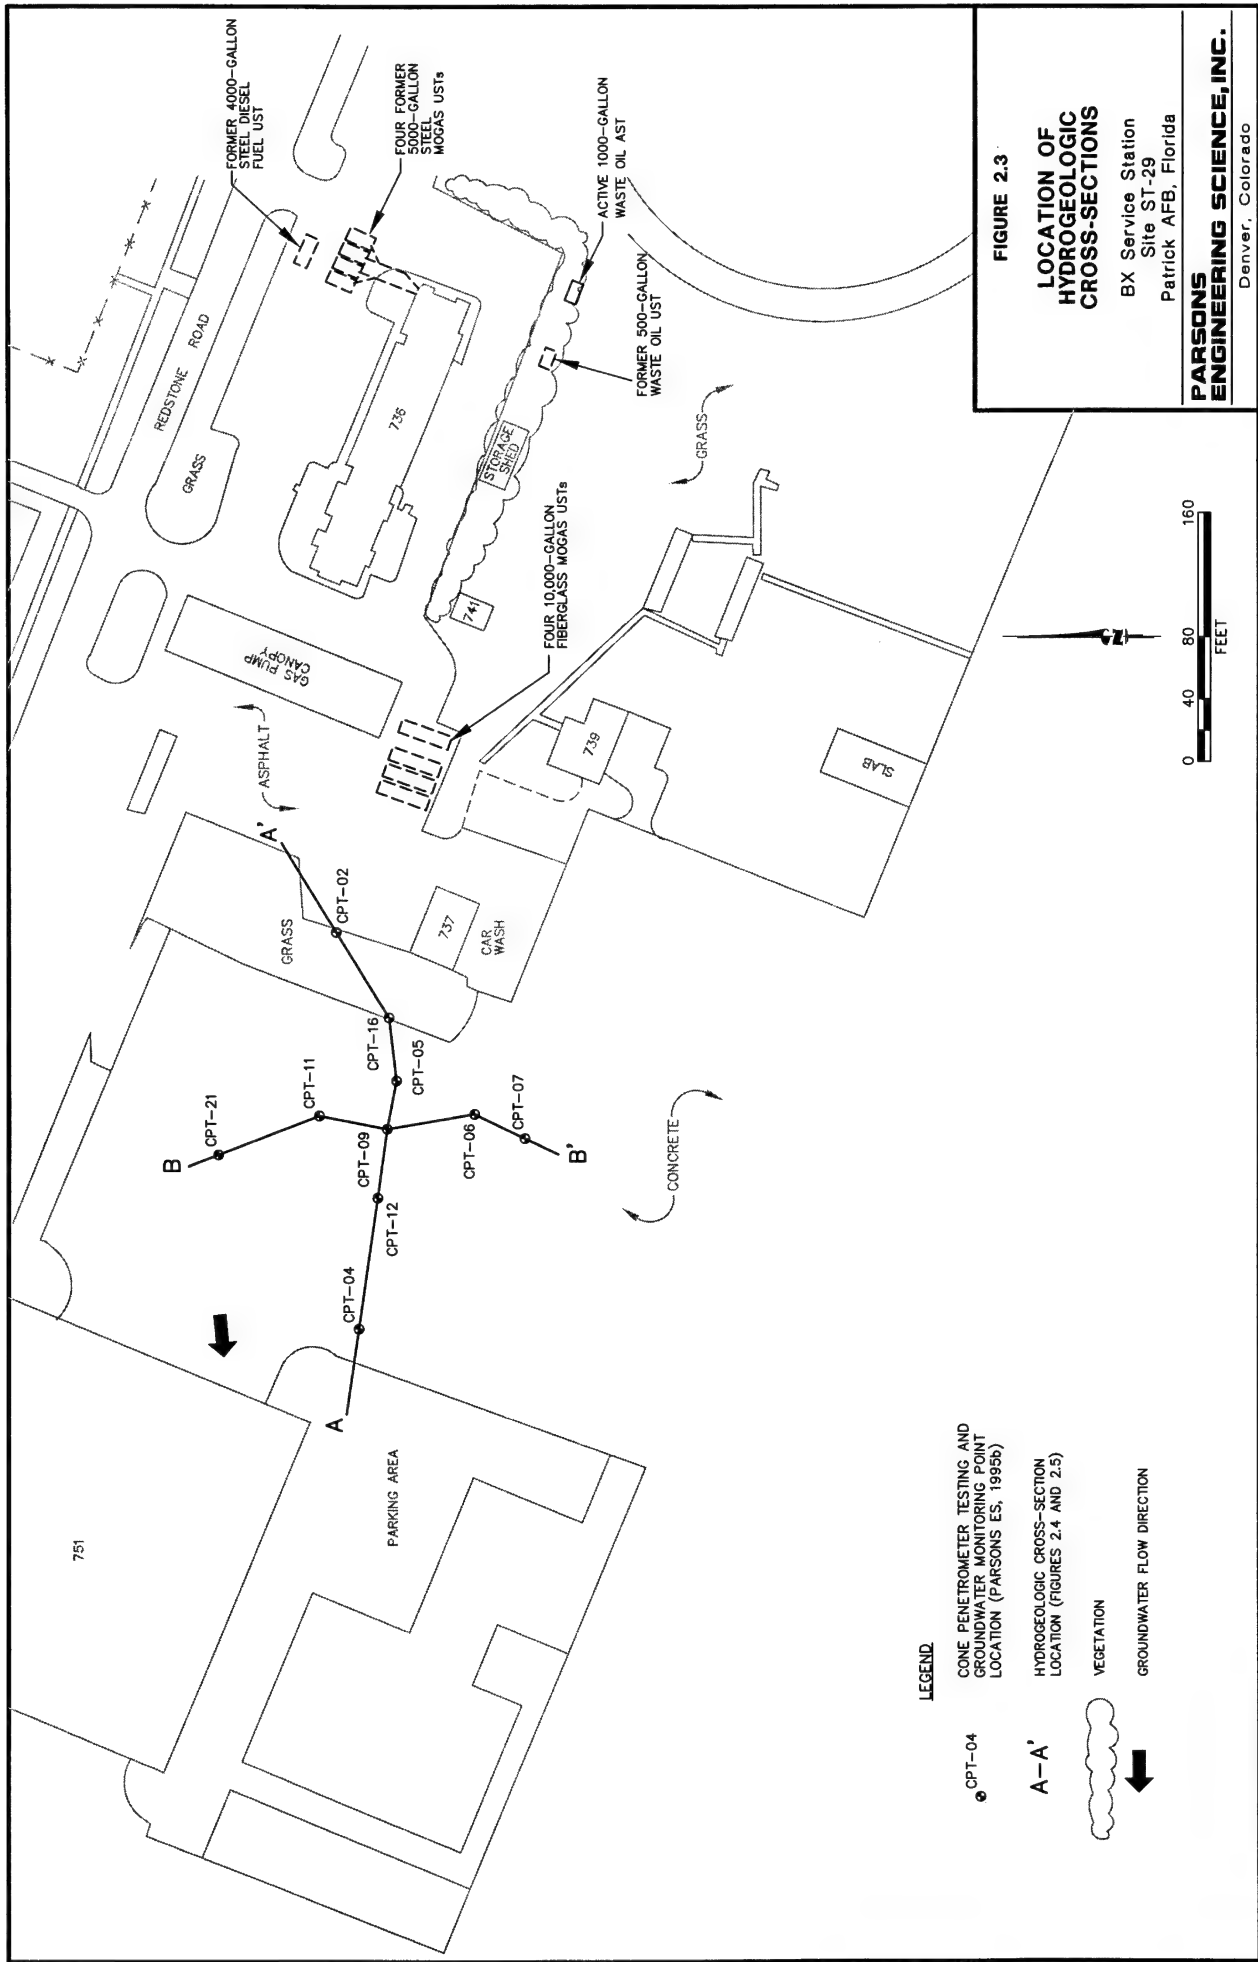 FORMER 4000-GALLON
STEEL DIESEL
FUEL UST
FOUR FORMER
5000-GALLON
STEEL
MOGAS USTs
ACTIVE 1000-GALLON
WASTE OIL AST
FORMER 500-GALLON
WASTE OIL UST
REDSTONE ROAD
GRASS
736
STORAGE
SHED
741
GAS PUMP
CANOPY
FOUR 10,000-GALLON
FIBERGLASS MOGAS USTs
GRASS
ASPHALT
739
SLAB
A'
CPT-02
GRASS
737
CAR
WASH
CPT-16
CPT-05
CPT-11
CPT-21
B
CPT-09
CPT-06
CPT-07
B'
CPT-12
CPT-04
A
CONCRETE
751
PARKING AREA
LEGEND
CPT-04
CONE PENETROMETER TESTING AND
GROUNDWATER MONITORING POINT
LOCATION (PARSONS ES, 1995b)
A-A'
HYDROGEOLOGIC CROSS-SECTION
LOCATION (FIGURES 2.4 AND 2.5)
VEGETATION
GROUNDWATER FLOW DIRECTION
N
0 40 80 160
FEET
FIGURE 2.3
LOCATION OF
HYDROGEOLOGIC
CROSS-SECTIONS
BX Service Station
Site ST-29
Patrick AFB, Florida
PARSONS
ENGINEERING SCIENCE, INC.
Denver, Colorado